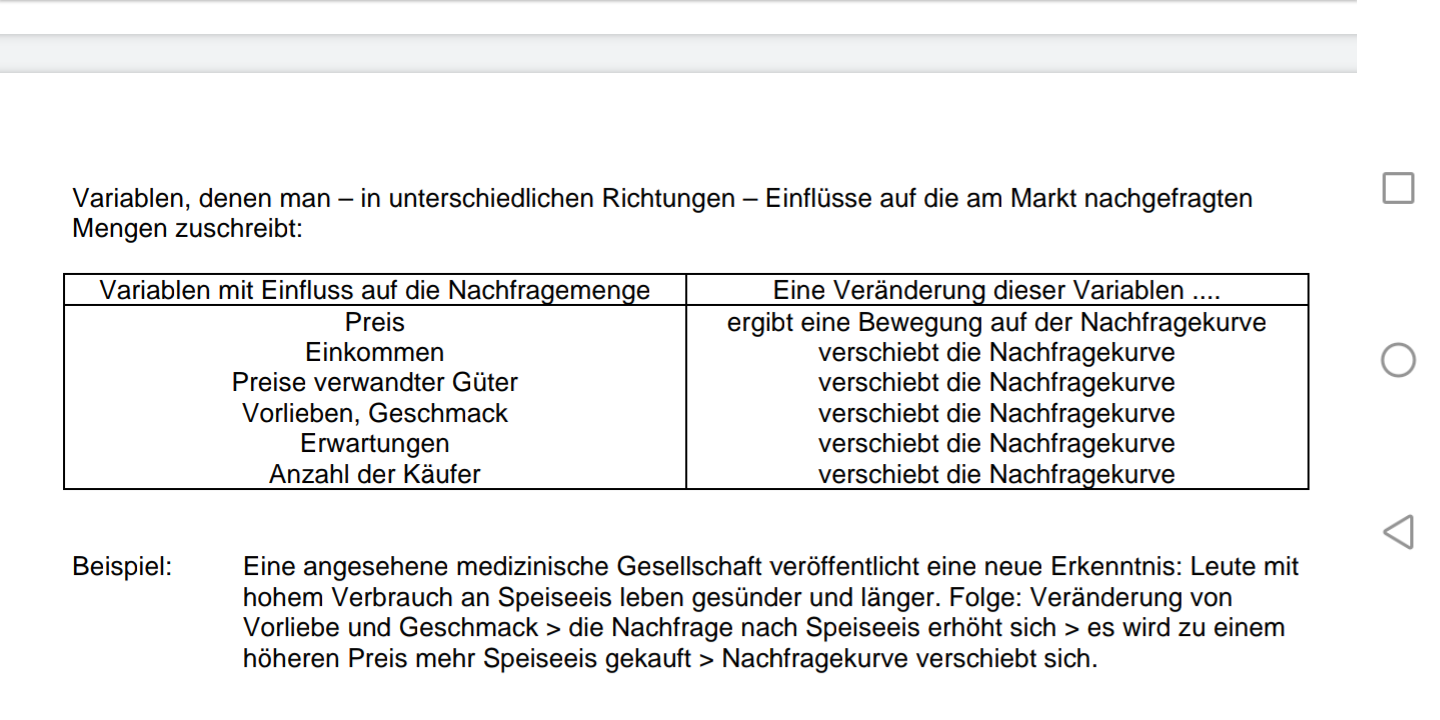 Variablen, denen man – in unterschiedlichen Richtungen – Einflüsse auf die am Markt nachgefragten
Mengen zuschreibt:
Variablen mit Einfluss auf die Nachfragemenge Eine Veränderung dieser Variablen ....
Preis ergibt eine Bewegung auf der Nachfragekurve
Einkommen verschiebt die Nachfragekurve
Preise verwandter Güter verschiebt die Nachfragekurve
Vorlieben, Geschmack verschiebt die Nachfragekurve
Erwartungen verschiebt die Nachfragekurve
Anzahl der Käufer verschiebt die Nachfragekurve
Beispiel: Eine angesehene medizinische Gesellschaft veröffentlicht eine neue Erkenntnis: Leute mit
hohem Verbrauch an Speiseeis leben gesünder und länger. Folge: Veränderung von
Vorliebe und Geschmack > die Nachfrage nach Speiseeis erhöht sich > es wird zu einem
höheren Preis mehr Speiseeis gekauft > Nachfragekurve verschiebt sich.